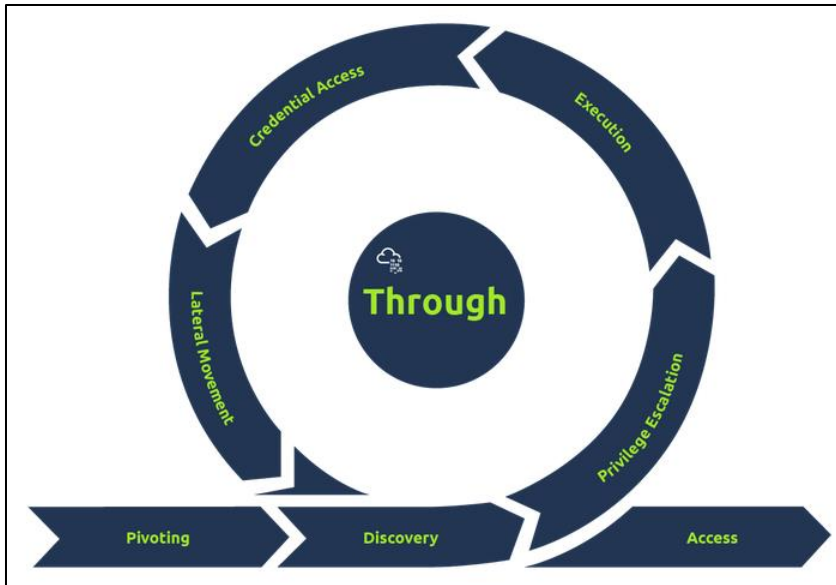 Credential Access
Execution
Through
Lateral Movement
Privilege Escalation
Pivoting
Discovery
Access